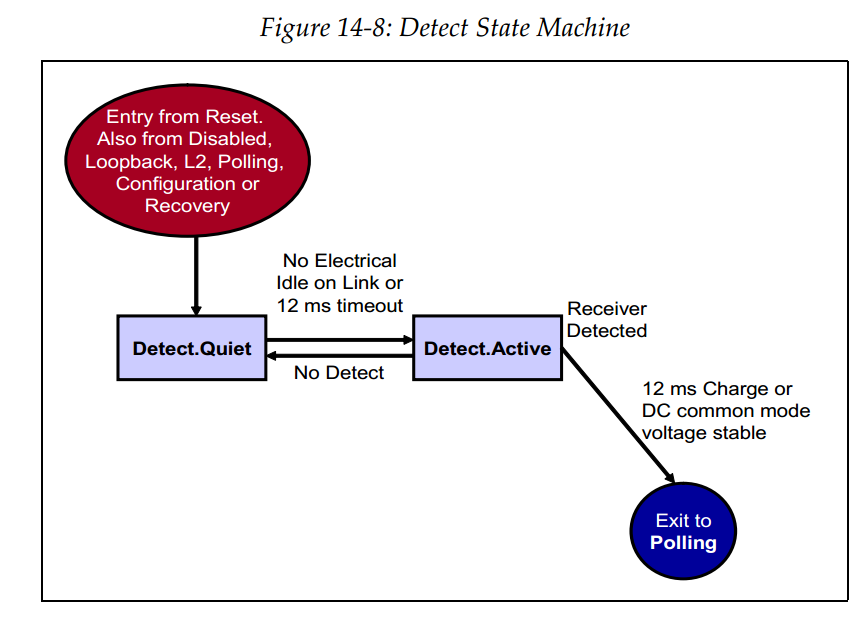 Figure 14-8: Detect State Machine
Entry from Reset.
Also from Disabled,
Loopback, L2, Polling,
Configuration or
Recovery
No Electrical
Idle on Link or
12 ms timeout
Detect.Quiet
Detect.Active
No Detect
Receiver
Detected
12 ms Charge or
DC common mode
voltage stable
Exit to
Polling